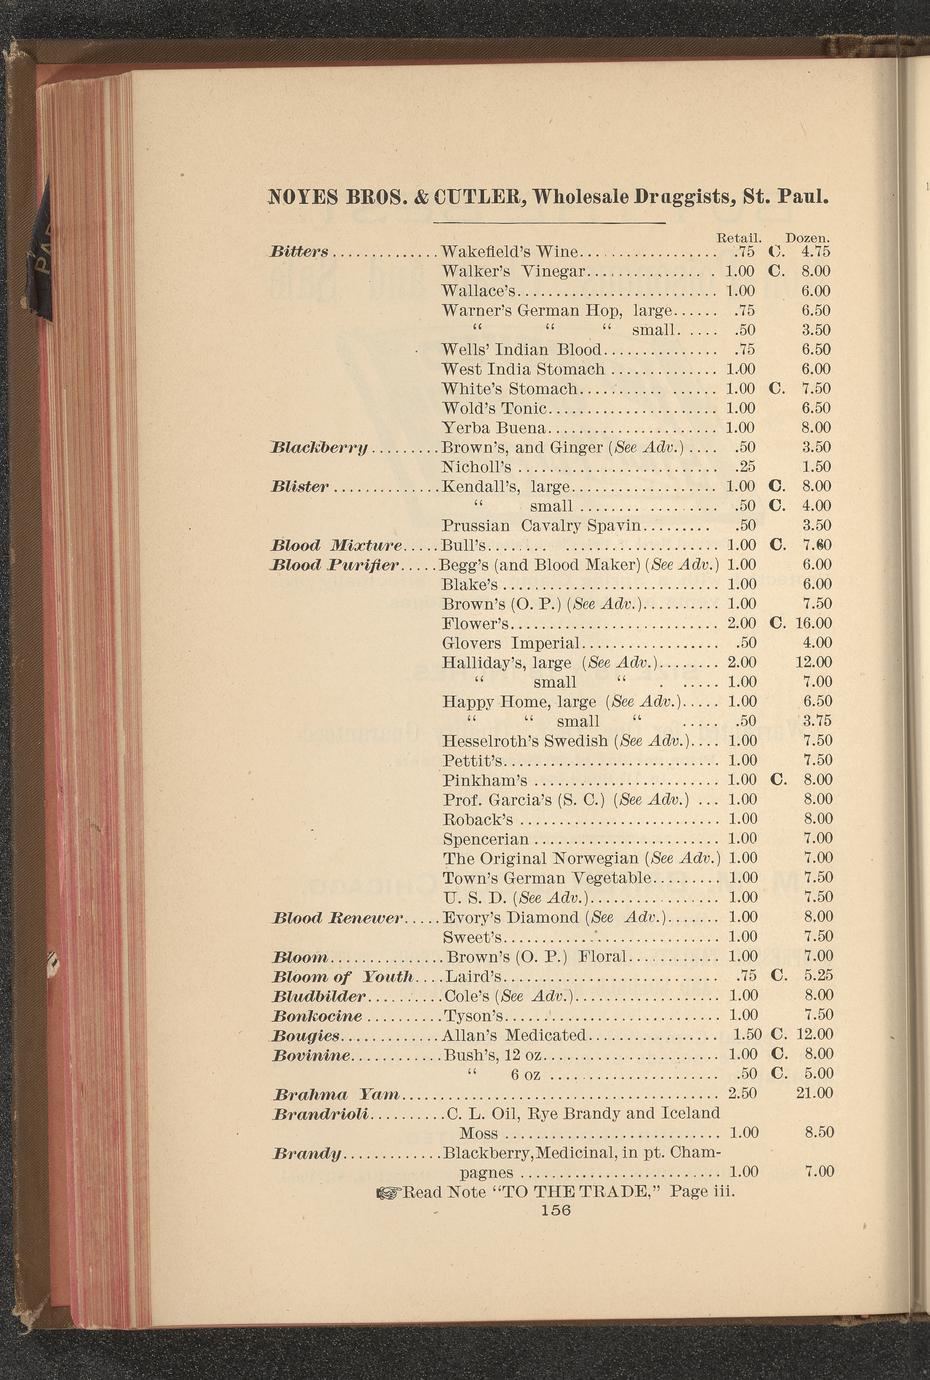 NOYES BROS. & CUTLER, Wholesale Druggists, St. Paul.
Retail. Dozen.
Bitters..............Wakefield's Wine.................. .75 C. 4.75
Walker's Vinegar................. 1.00 C. 8.00
Wallace's.......................... 1.00 6.00
Warner's German Hop, large...... .75 6.50
“ “ “ small..... .50 3.50
Wells' Indian Blood............... .75 6.50
West India Stomach .............. 1.00 6.00
White's Stomach.................. 1.00 C. 7.50
Wold's Tonic...................... 1.00 6.50
Yerba Buena...................... 1.00 8.00
Blackberry.........Brown's, and Ginger (See Adv.).... .50 3.50
Nicholl's .......................... .25 1.50
Blister..............Kendall's, large................... 1.00 C. 8.00
“ small .................. .50 C. 4.00
Prussian Cavalry Spavin......... .50 3.50
Blood Mixture.....Bull's.............................. 1.00 C. 7.60
Blood Purifier.....Begg's (and Blood Maker) (See Adv.) 1.00 6.00
Blake's ............................ 1.00 6.00
Brown's (O. P.) (See Adv.).......... 1.00 7.50
Flower's........................... 2.00 C. 16.00
Glovers Imperial.................. .50 4.00
Halliday's, large (See Adv.)........ 2.00 12.00
“ small “ . ..... 1.00 7.00
Happy Home, large (See Adv.)..... 1.00 6.50
“ “ small “ ..... .50 3.75
Hesselroth's Swedish (See Adv.).... 1.00 7.50
Pettit's............................ 1.00 7.50
Pinkham's ........................ 1.00 C. 8.00
Prof. Garcia's (S. C.) (See Adv.) ... 1.00 8.00
Roback's .......................... 1.00 8.00
Spencerian ........................ 1.00 7.00
The Original Norwegian (See Adv.) 1.00 7.00
Town's German Vegetable......... 1.00 7.50
U. S. D. (See Adv.)................. 1.00 7.50
Blood Renewer.....Evory's Diamond (See Adv.)....... 1.00 8.00
Sweet's............................ 1.00 7.50
Bloom...............Brown's (O. P.) Floral............ 1.00 7.00
Bloom of Youth....Laird's............................ .75 C. 5.25
Bludbilder..........Cole's (See Adv.)................... 1.00 8.00
Bonkocine..........Tyson's............................ 1.00 7.50
Bougies.............Allan's Medicated................. 1.50 C. 12.00
Bovinine............Bush's, 12 oz....................... 1.00 C. 8.00
“ 6 oz ...................... .50 C. 5.00
Brahma Yam......................................... 2.50 21.00
Brandrioli..........C. L. Oil, Rye Brandy and Iceland
Moss ............................ 1.00 8.50
Brandy.............Blackberry, Medicinal, in pt. Cham-
pagnes .......................... 1.00 7.00
☞Read Note “TO THE TRADE,” Page iii.
156